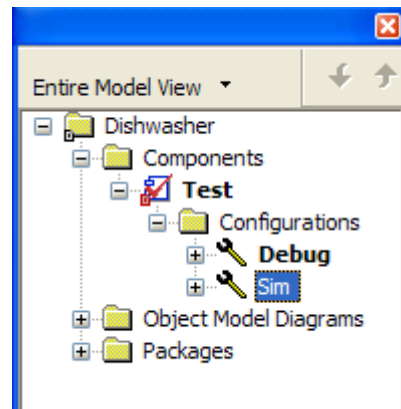 Entire Model View
Dishwasher
Components
Test
Configurations
Debug
Sim
Object Model Diagrams
Packages